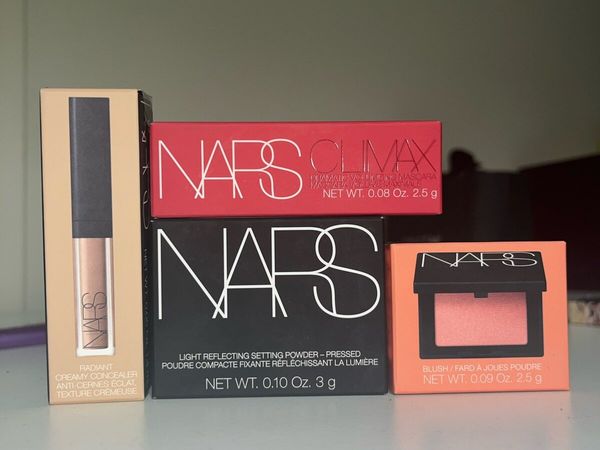 NARS
RADIANT
CREAMY CONCEALER
ANTI-CERNES ÉCLAT,
TEXTURE CRÉMEUSE
NARS
CLIMAX
NET WT. 0.08 Oz. 2.5 g
NARS
LIGHT REFLECTING SETTING POWDER – PRESSED
POUDRE COMPACTE FIXANTE RÉFLÉCHISSANT LA LUMIÈRE
NET WT. 0.10 Oz. 3 g
NARS
BLUSH / FARD À JOUES POUDRE
NET WT. 0.09 Oz. 2.5 g